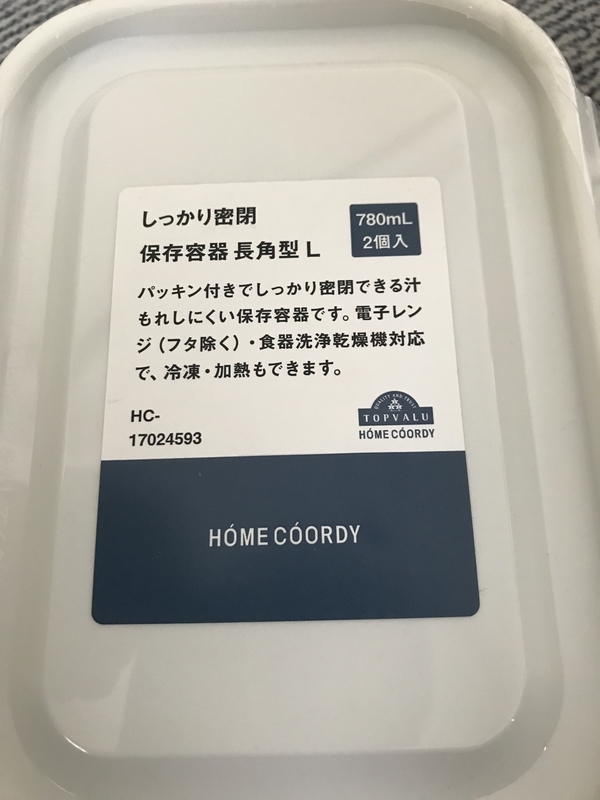 しっかり密閉
保存容器 長角型 L
780mL
2個入
パッキン付きでしっかり密閉できる汁
もれしにくい保存容器です。電子レン
ジ(フタ除く)・食器洗浄乾燥機対応
で、冷凍・加熱もできます。
HC-
17024593
QUALITY AND TRUST
TOPVALU
HÓME CÓORDY
HÓME CÓORDY